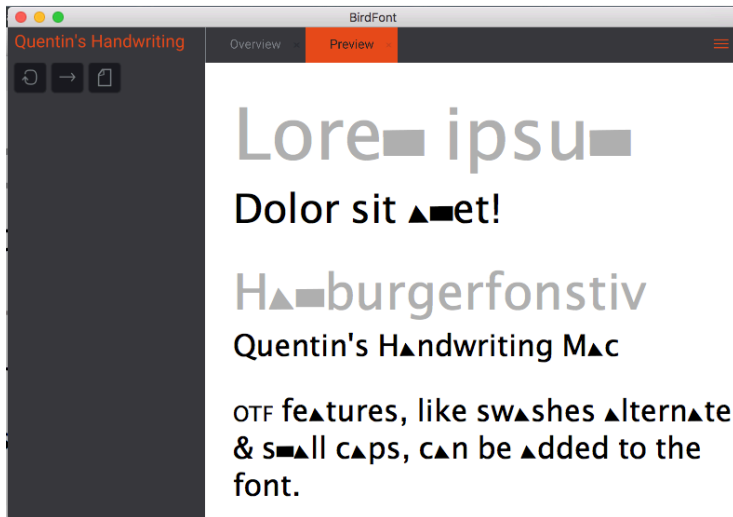 BirdFont
Quentin's Handwriting
Overview
Preview
Lore■ ipsu■
Dolor sit ▲■et!
H▲■burgerfonstiv
Quentin's H▲ndwriting M▲c
OTF fe▲tures, like sw▲shes ▲ltern▲te
& s■▲ll c▲ps, c▲n be ▲dded to the
font.